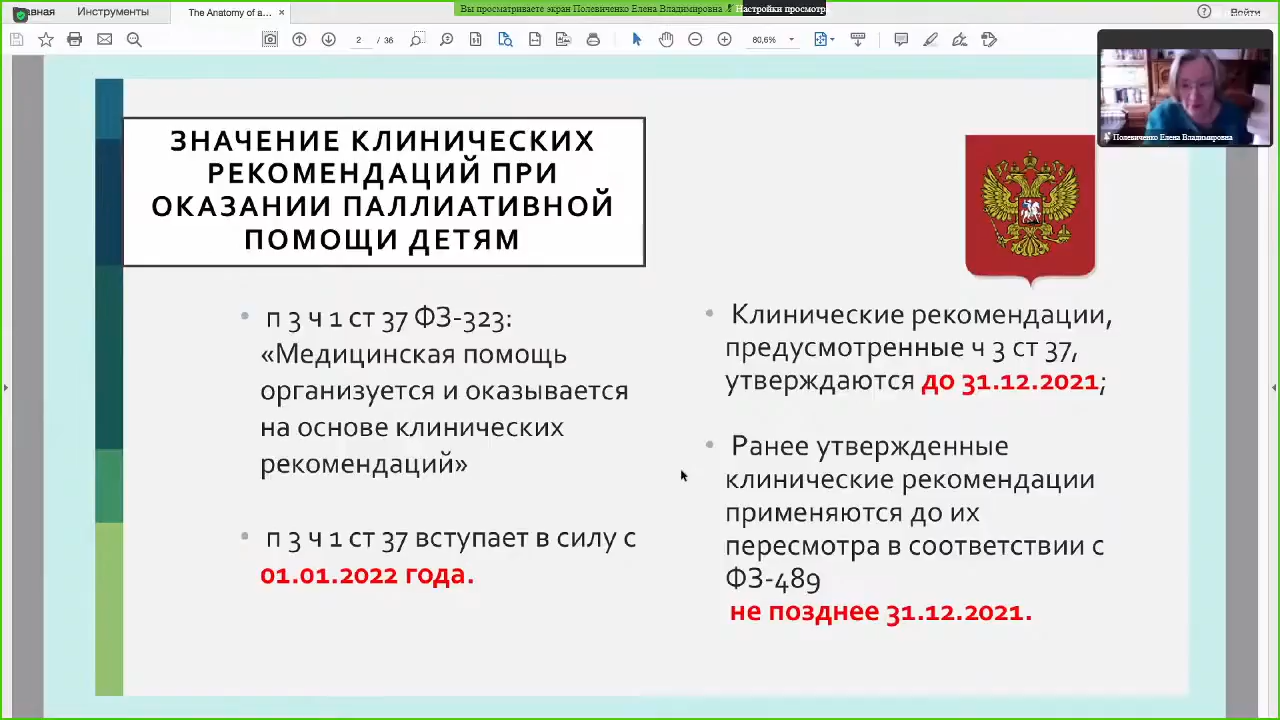 Вы просматриваете экран Полевиченко Елена Владимировна
Настройки просмотр
Инструменты
The Anatomy of a...
Войти
2 / 36
80,6%
Полевиченко Елена Владимировна
ЗНАЧЕНИЕ КЛИНИЧЕСКИХ
РЕКОМЕНДАЦИЙ ПРИ
ОКАЗАНИИ ПАЛЛИАТИВНОЙ
ПОМОЩИ ДЕТЯМ
п 3 ч 1 ст 37 ФЗ-323:
«Медицинская помощь
организуется и оказывается
на основе клинических
рекомендаций»
п 3 ч 1 ст 37 вступает в силу с
01.01.2022 года.
Клинические рекомендации,
предусмотренные ч 3 ст 37,
утверждаются до 31.12.2021;
Ранее утвержденные
клинические рекомендации
применяются до их
пересмотра в соответствии с
ФЗ-489
не позднее 31.12.2021.